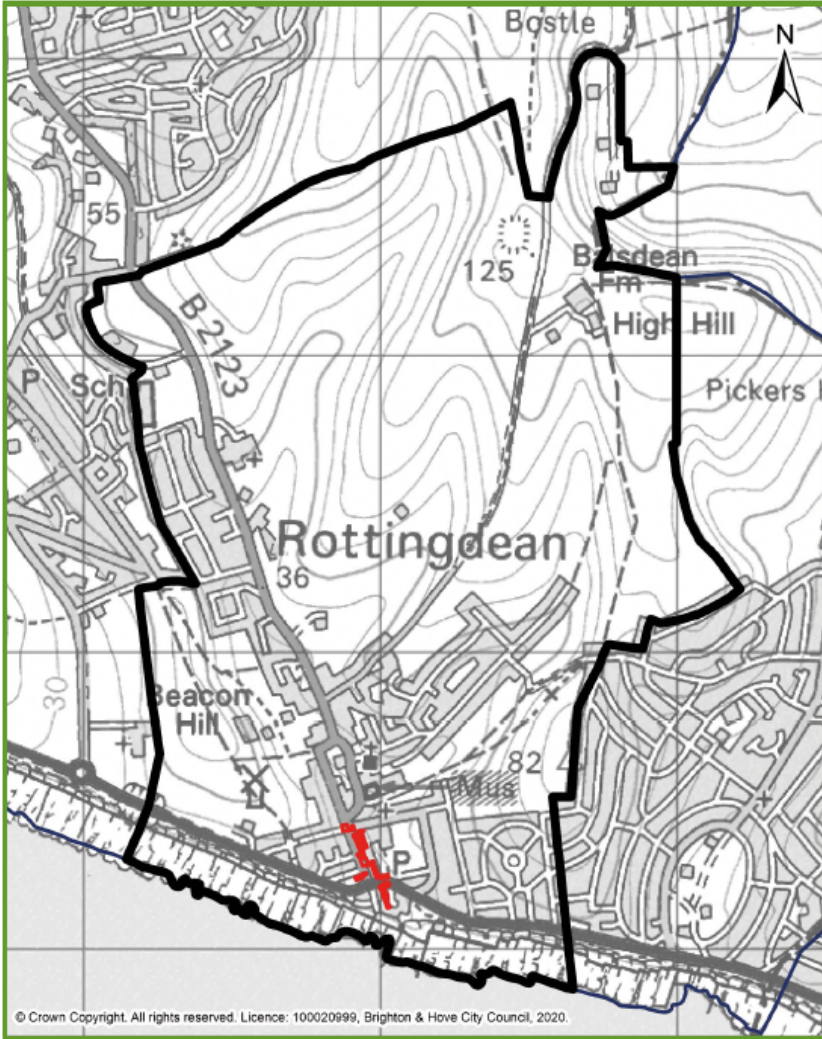 Bostle
N
55
125
Balsdean
Fm
B 2123
High Hill
P
Sch
Pickers
Rottingdean
36
30
Beacon
Hill
82
Mus
P
© Crown Copyright. All rights reserved. Licence: 100020999, Brighton & Hove City Council, 2020.